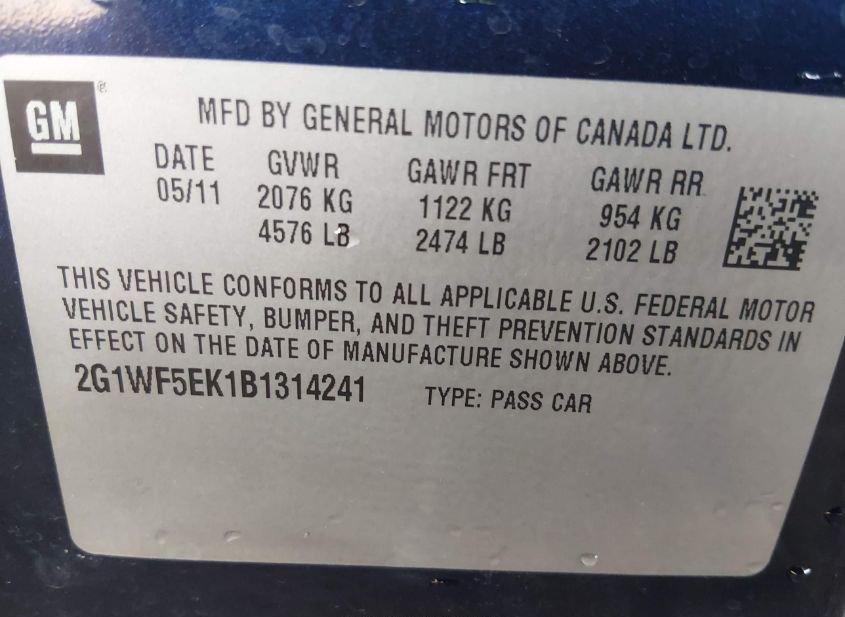 GM®
MFD BY GENERAL MOTORS OF CANADA LTD.
DATE GVWR GAWR FRT GAWR RR
05/11 2076 KG 1122 KG 954 KG
4576 LB 2474 LB 2102 LB
THIS VEHICLE CONFORMS TO ALL APPLICABLE U.S. FEDERAL MOTOR
VEHICLE SAFETY, BUMPER, AND THEFT PREVENTION STANDARDS IN
EFFECT ON THE DATE OF MANUFACTURE SHOWN ABOVE.
2G1WF5EK1B1314241 TYPE: PASS CAR